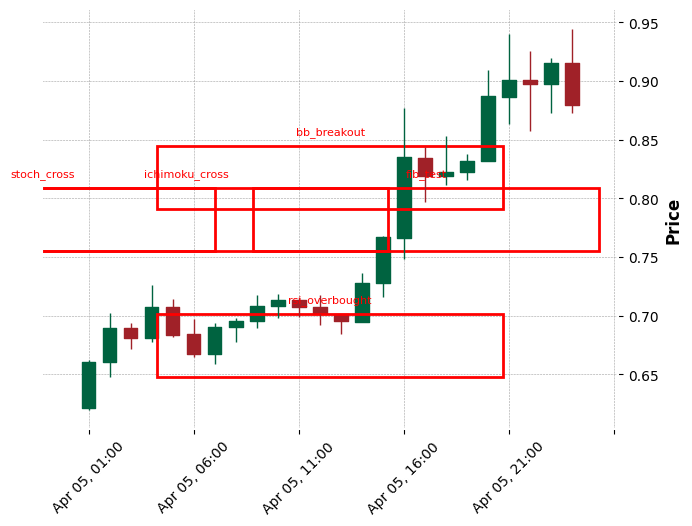 0.95
0.90
bb_breakout
0.85
stoch_cross
ichimoku_cross
0.80
Price
0.75
rsi_overbought
0.70
0.65
Apr 05, 01:00
Apr 05, 06:00
Apr 05, 11:00
Apr 05, 16:00
Apr 05, 21:00